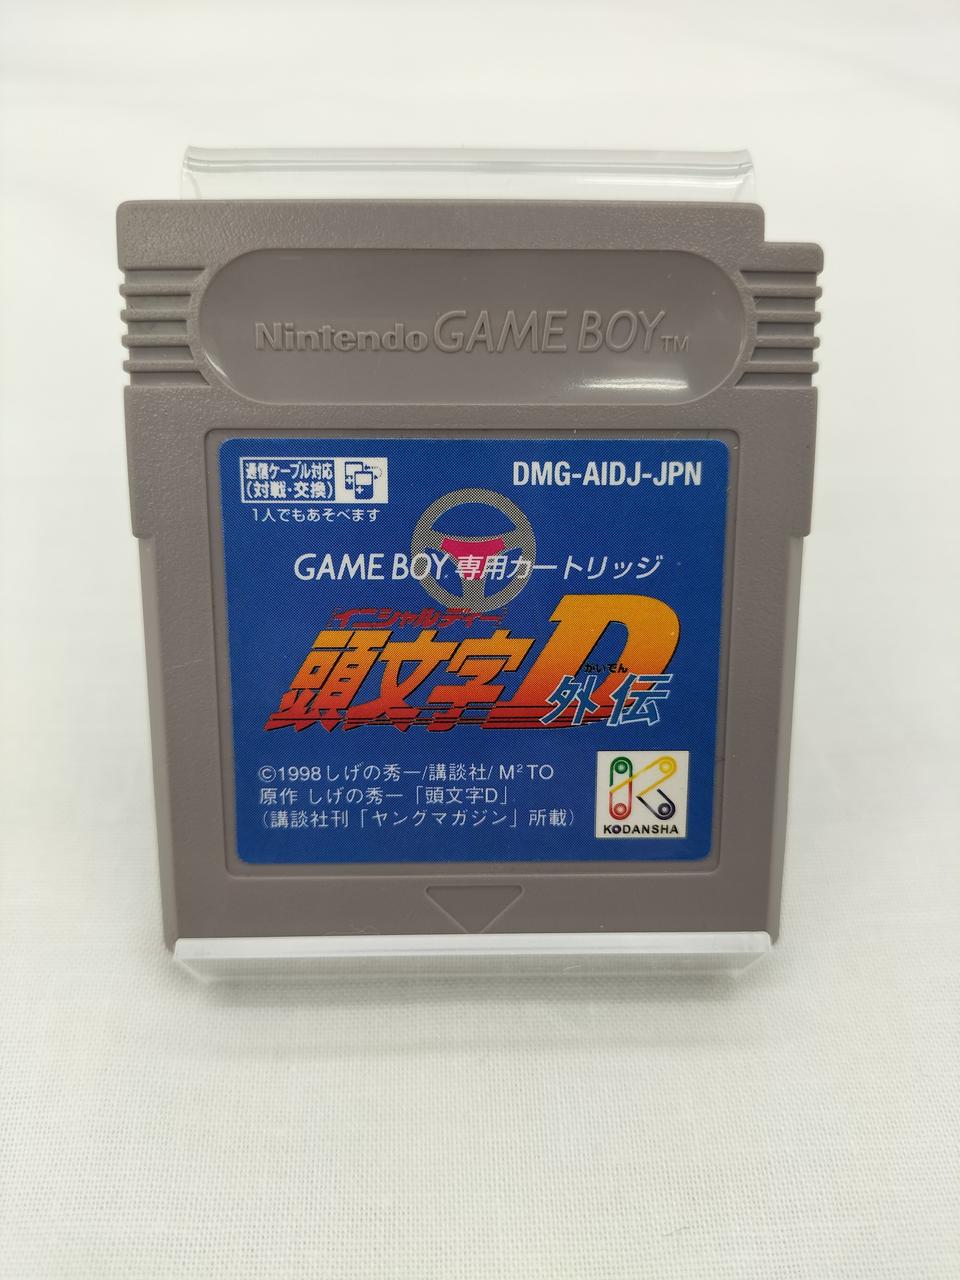 Nintendo GAME BOY TM
通信ケーブル対応
(対戦・交換)
1人でもあそべます
DMG-AIDJ-JPN
GAME BOY 専用カートリッジ
イニシャルディー
頭文字D
がいでん
外伝
©1998しげの秀一/講談社/ M²TO
原作 しげの秀一「頭文字D」
(講談社刊「ヤングマガジン」所載)
KODANSHA